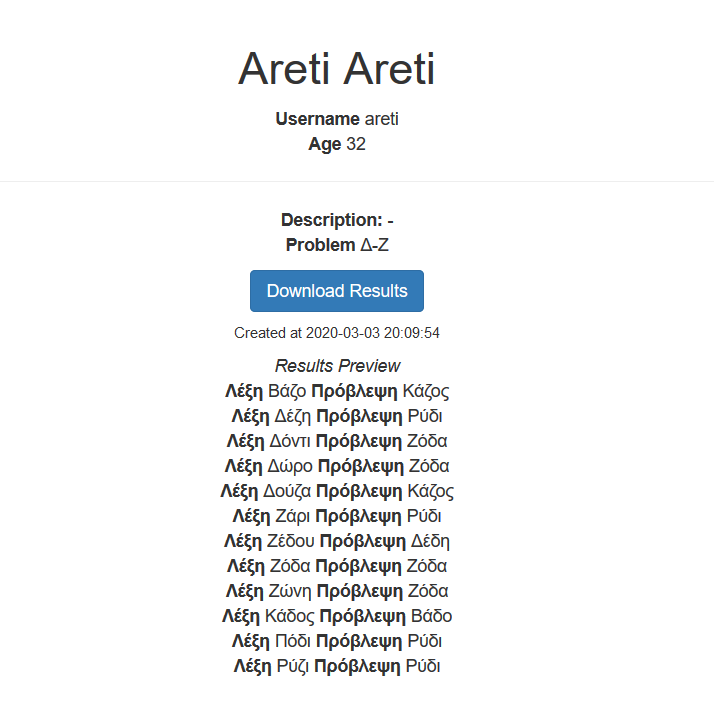 Areti Areti
Username areti
Age 32
Description: -
Problem Δ-Ζ
Download Results
Created at 2020-03-03 20:09:54
Results Preview
Λέξη Βάζο Πρόβλεψη Κάζος
Λέξη Δέζη Πρόβλεψη Ρύδι
Λέξη Δόντι Πρόβλεψη Ζόδα
Λέξη Δώρο Πρόβλεψη Ζόδα
Λέξη Δούζα Πρόβλεψη Κάζος
Λέξη Ζάρι Πρόβλεψη Ρύδι
Λέξη Ζέδου Πρόβλεψη Δέδη
Λέξη Ζόδα Πρόβλεψη Ζόδα
Λέξη Ζώνη Πρόβλεψη Ζόδα
Λέξη Κάδος Πρόβλεψη Βάδο
Λέξη Πόδι Πρόβλεψη Ρύδι
Λέξη Ρύζι Πρόβλεψη Ρύδι